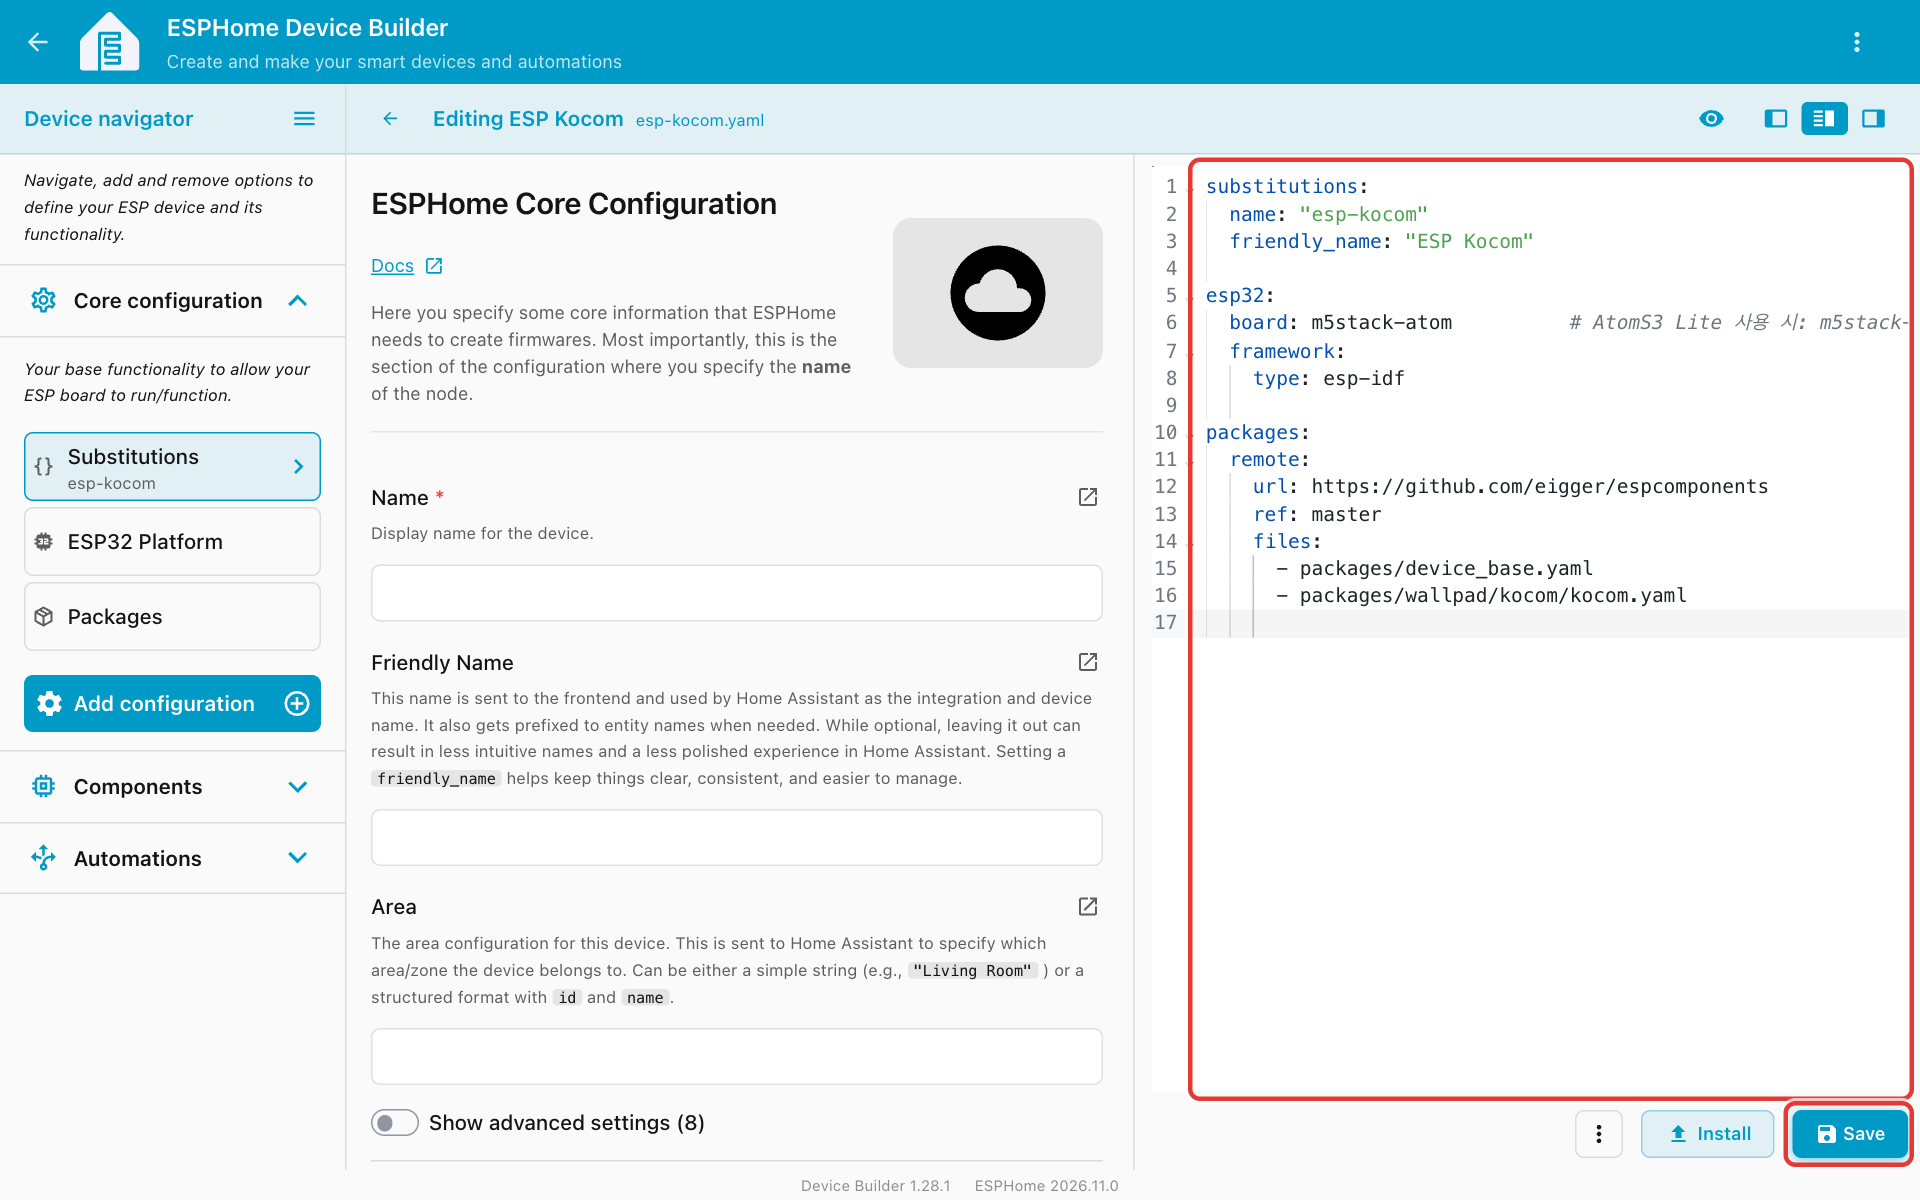 ESPHome Device Builder
Create and make your smart devices and automations
Device navigator
Editing ESP Kocom esp-kocom.yaml
Navigate, add and remove options to
define your ESP device and its
functionality.
Core configuration
Your base functionality to allow your
ESP board to run/function.
{} Substitutions
esp-kocom
ESP32 Platform
Packages
Add configuration
Components
Automations
ESPHome Core Configuration
Docs
Here you specify some core information that ESPHome
needs to create firmwares. Most importantly, this is the
section of the configuration where you specify the name
of the node.
Name *
Display name for the device.
Friendly Name
This name is sent to the frontend and used by Home Assistant as the integration and device
name. It also gets prefixed to entity names when needed. While optional, leaving it out can
result in less intuitive names and a less polished experience in Home Assistant. Setting a
friendly_name helps keep things clear, consistent, and easier to manage.
Area
The area configuration for this device. This is sent to Home Assistant to specify which
area/zone the device belongs to. Can be either a simple string (e.g., "Living Room" ) or a
structured format with id and name.
Show advanced settings (8)
1 substitutions:
2 name: "esp-kocom"
3 friendly_name: "ESP Kocom"
4
5 esp32:
6 board: m5stack-atom # AtomS3 Lite 사용 시: m5stack-
7 framework:
8 type: esp-idf
9
10 packages:
11 remote:
12 url: https://github.com/eigger/espcomponents
13 ref: master
14 files:
15 - packages/device_base.yaml
16 - packages/wallpad/kocom/kocom.yaml
17
Install
Save
Device Builder 1.28.1 ESPHome 2026.11.0